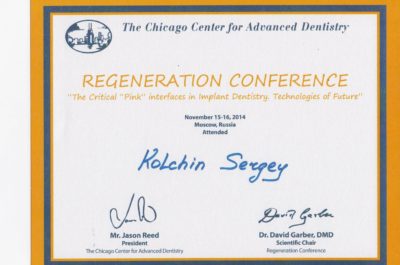 The Chicago Center for Advanced Dentistry
REGENERATION CONFERENCE
"The Critical "Pink" interfaces in Implant Dentistry. Technologies of Future"
November 15-16, 2014
Moscow, Russia
Attended
Kolchin Sergey
David Garber
Mr. Jason Reed
President
The Chicago Center for Advanced Dentistry
Dr. David Garber, DMD
Scientific Chair
Regeneration Conference